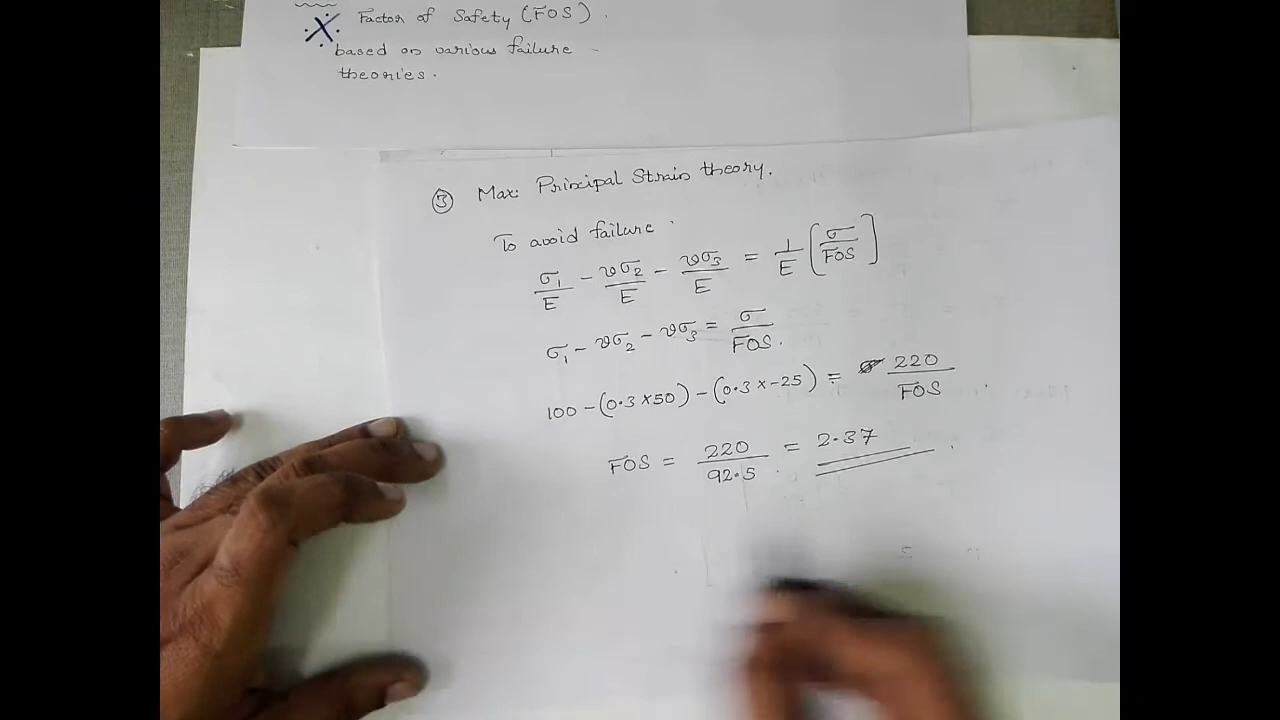 Factor of Safety (FOS).
based on various failure
theories.
③ Max: Principal Strain theory.
To avoid failure
σ₁/E - νσ₂/E - νσ₃/E = 1/E [σ/FOS]
σ₁ - νσ₂ - νσ₃ = σ/FOS.
100 - (0.3 × 50) - (0.3 × -25) = 220/FOS
FOS = 220/92.5 = 2.37